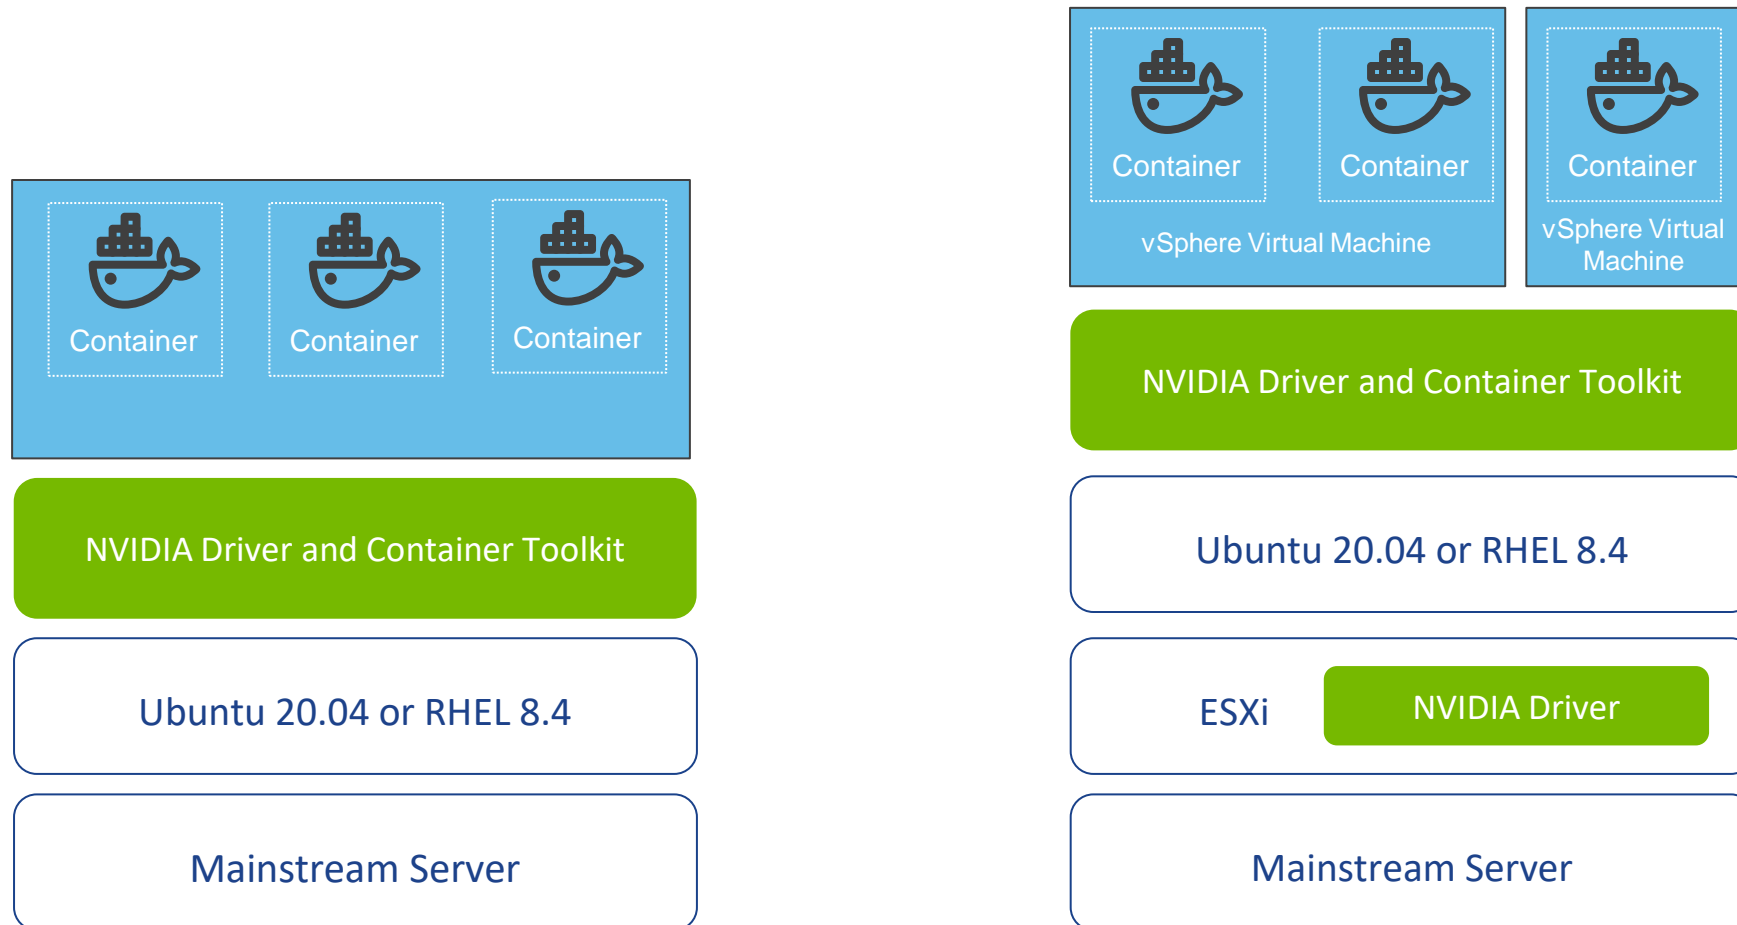 Container
Container
Container
NVIDIA Driver and Container Toolkit
Ubuntu 20.04 or RHEL 8.4
Mainstream Server
Container
Container
vSphere Virtual Machine
Container
vSphere Virtual
Machine
NVIDIA Driver and Container Toolkit
Ubuntu 20.04 or RHEL 8.4
ESXi
NVIDIA Driver
Mainstream Server